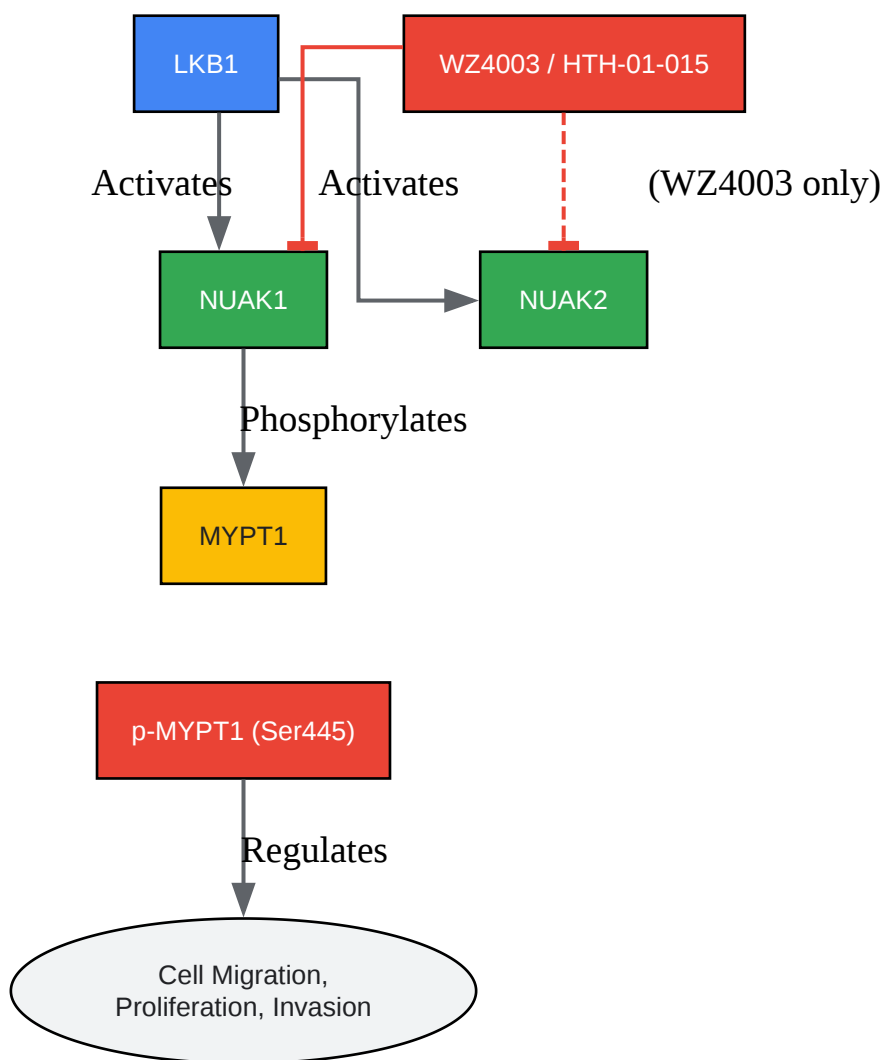 LKB1
WZ4003 / HTH-01-015
Activates
Activates
(WZ4003 only)
NUAK1
NUAK2
Phosphorylates
MYPT1
p-MYPT1 (Ser445)
Regulates
Cell Migration,
Proliferation, Invasion